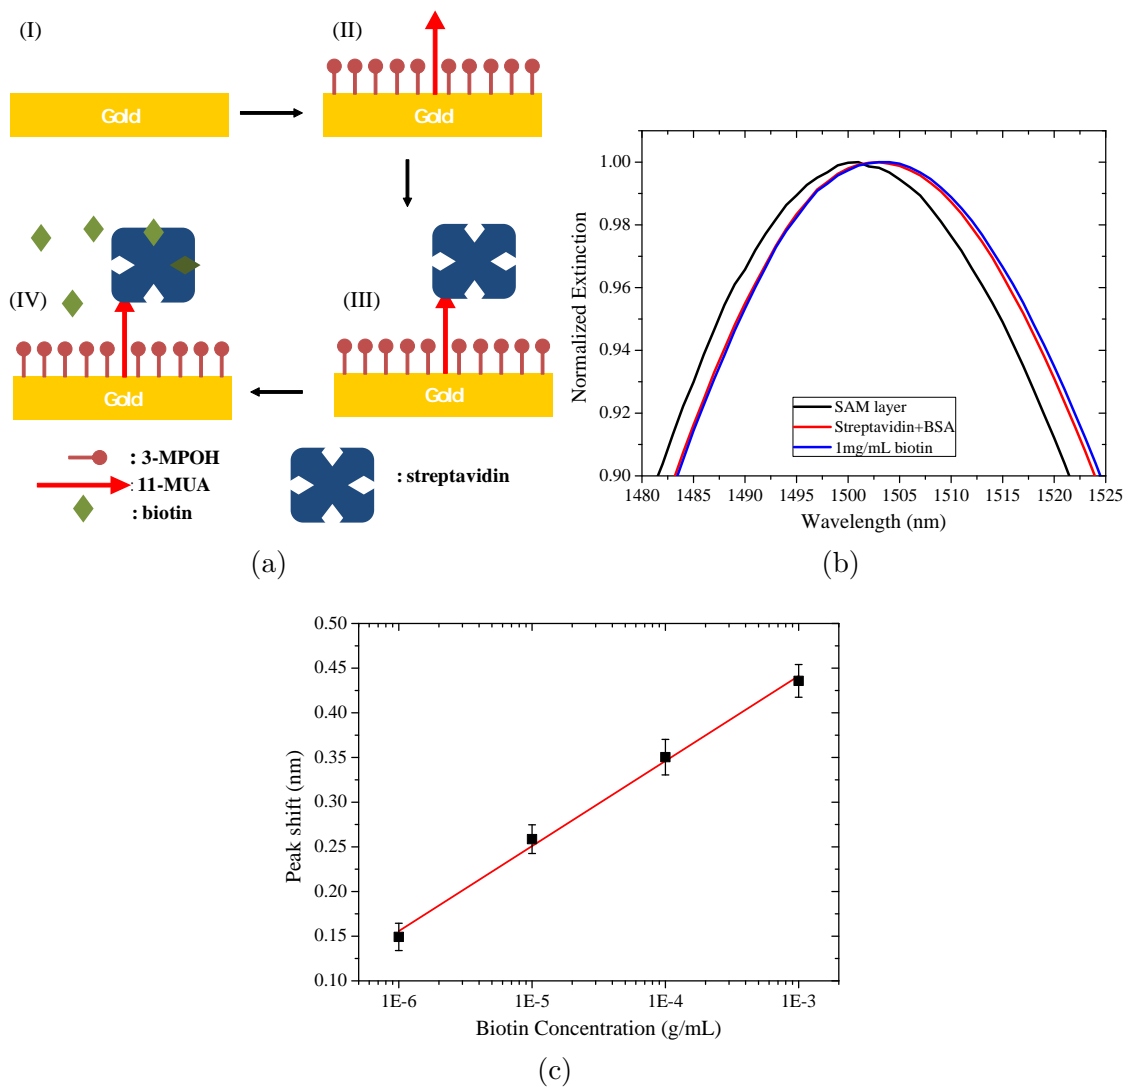 (I)
(II)
Gold
Gold
(IV)
(III)
Gold
Gold
: 3-MPOH
: 11-MUA
: biotin
: streptavidin
(a)
Normalized Extinction
1.00
0.98
0.96
0.94
0.92
0.90
SAM layer
Streptavidin+BSA
1mg/mL biotin
1480 1485 1490 1495 1500 1505 1510 1515 1520 1525
Wavelength (nm)
(b)
Peak shift (nm)
0.50
0.45
0.40
0.35
0.30
0.25
0.20
0.15
0.10
1E-6 1E-5 1E-4 1E-3
Biotin Concentration (g/mL)
(c)